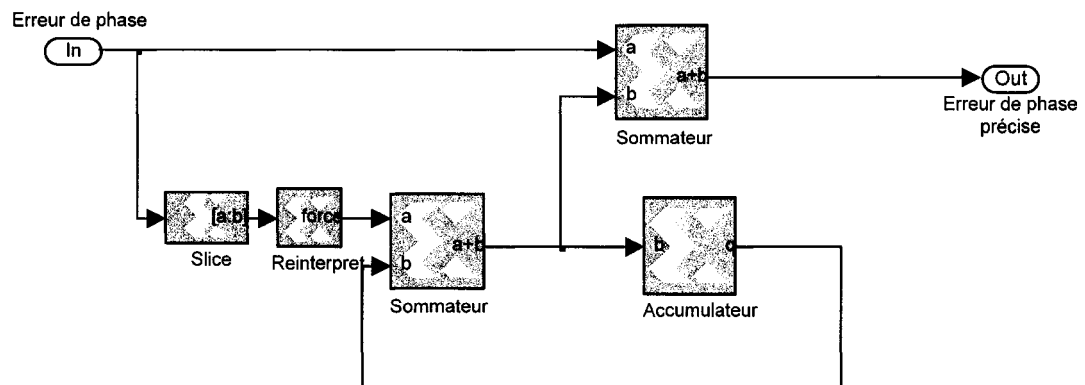 Erreur de phase
In
a
b
a+b
Sommateur
Out
Erreur de phase
précise
[a:b]
Slice
force
Reinterpret
a
b
a+b
Sommateur
b
q
Accumulateur